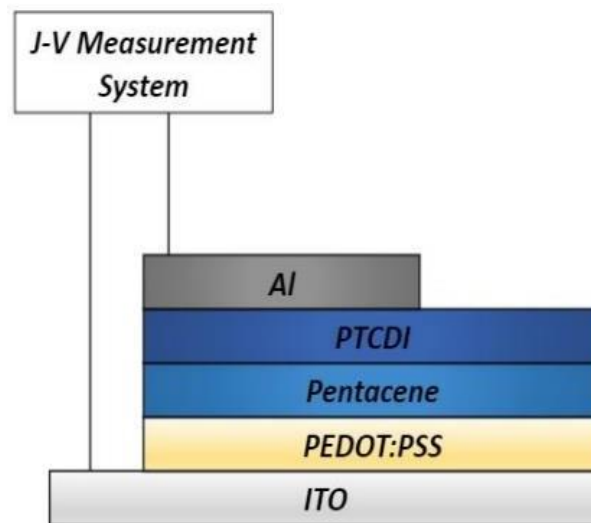 J-V Measurement
System
Al
PTCDI
Pentacene
PEDOT:PSS
ITO